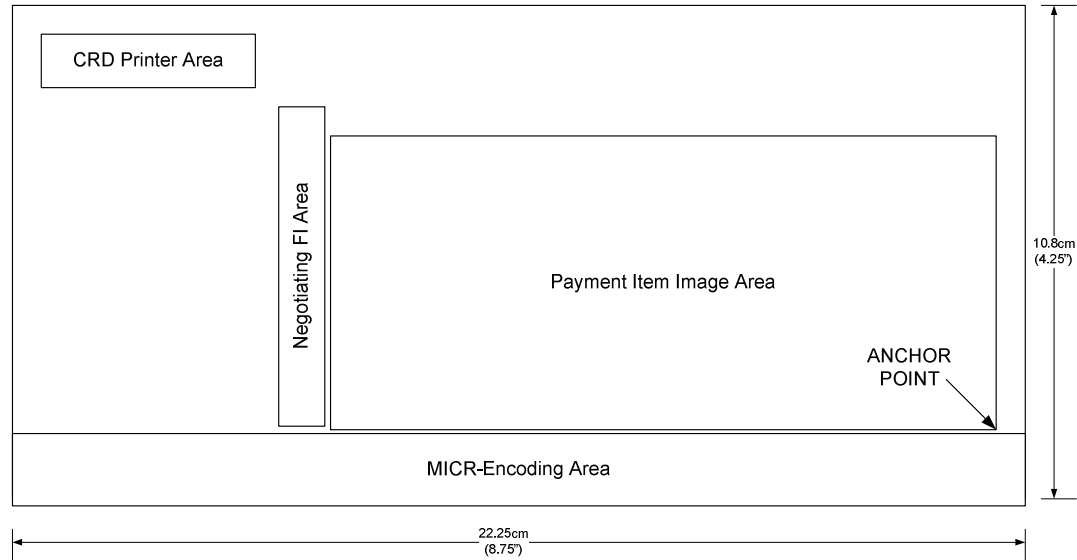 CRD Printer Area
Negotiating FI Area
Payment Item Image Area
10.8cm
(4.25”)
ANCHOR
POINT
MICR-Encoding Area
22.25cm
(8.75”)